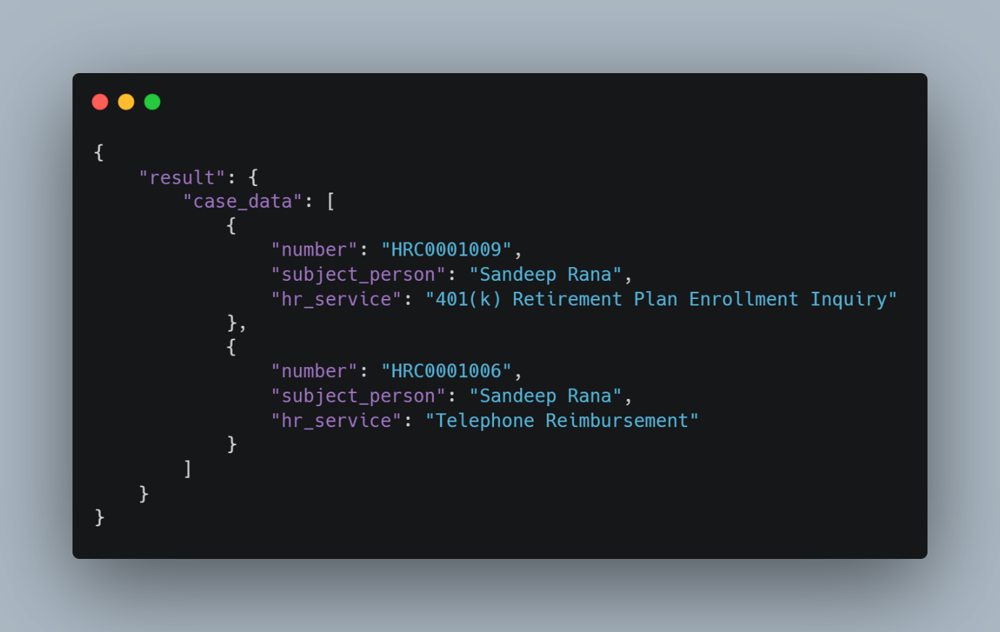 {
    "result": {
        "case_data": [
            {
                "number": "HRC0001009",
                "subject_person": "Sandeep Rana",
                "hr_service": "401(k) Retirement Plan Enrollment Inquiry"
            },
            {
                "number": "HRC0001006",
                "subject_person": "Sandeep Rana",
                "hr_service": "Telephone Reimbursement"
            }
        ]
    }
}